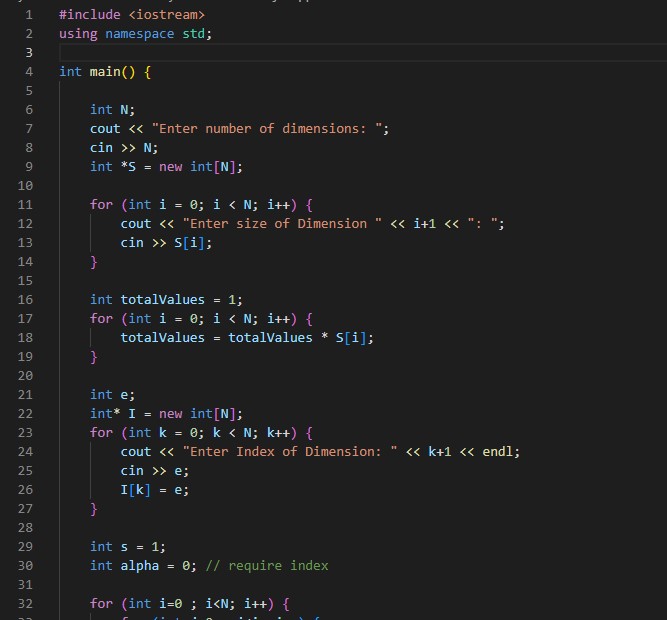 1 #include <iostream>
2 using namespace std;
3
4 int main() {
5
6 int N;
7 cout << "Enter number of dimensions: ";
8 cin >> N;
9 int *S = new int[N];
10
11 for (int i = 0; i < N; i++) {
12 cout << "Enter size of Dimension " << i+1 << ": ";
13 cin >> S[i];
14 }
15
16 int totalValues = 1;
17 for (int i = 0; i < N; i++) {
18 totalValues = totalValues * S[i];
19 }
20
21 int e;
22 int* I = new int[N];
23 for (int k = 0; k < N; k++) {
24 cout << "Enter Index of Dimension: " << k+1 << endl;
25 cin >> e;
26 I[k] = e;
27 }
28
29 int s = 1;
30 int alpha = 0; // require index
31
32 for (int i=0 ; i<N; i++) {